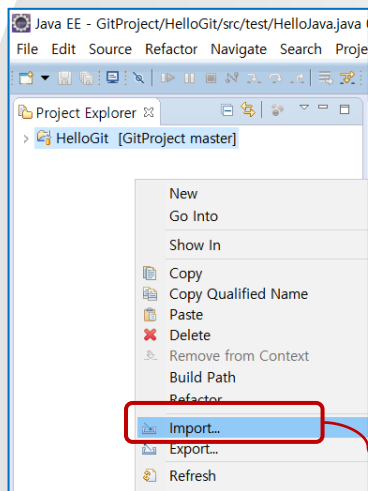 Java EE - GitProject/HelloGit/src/test/HelloJava.java
File Edit Source Refactor Navigate Search Proje
Project Explorer
HelloGit [GitProject master]
New
Go Into
Show In
Copy
Copy Qualified Name
Paste
Delete
Remove from Context
Build Path
Refactor
Import...
Export...
Refresh